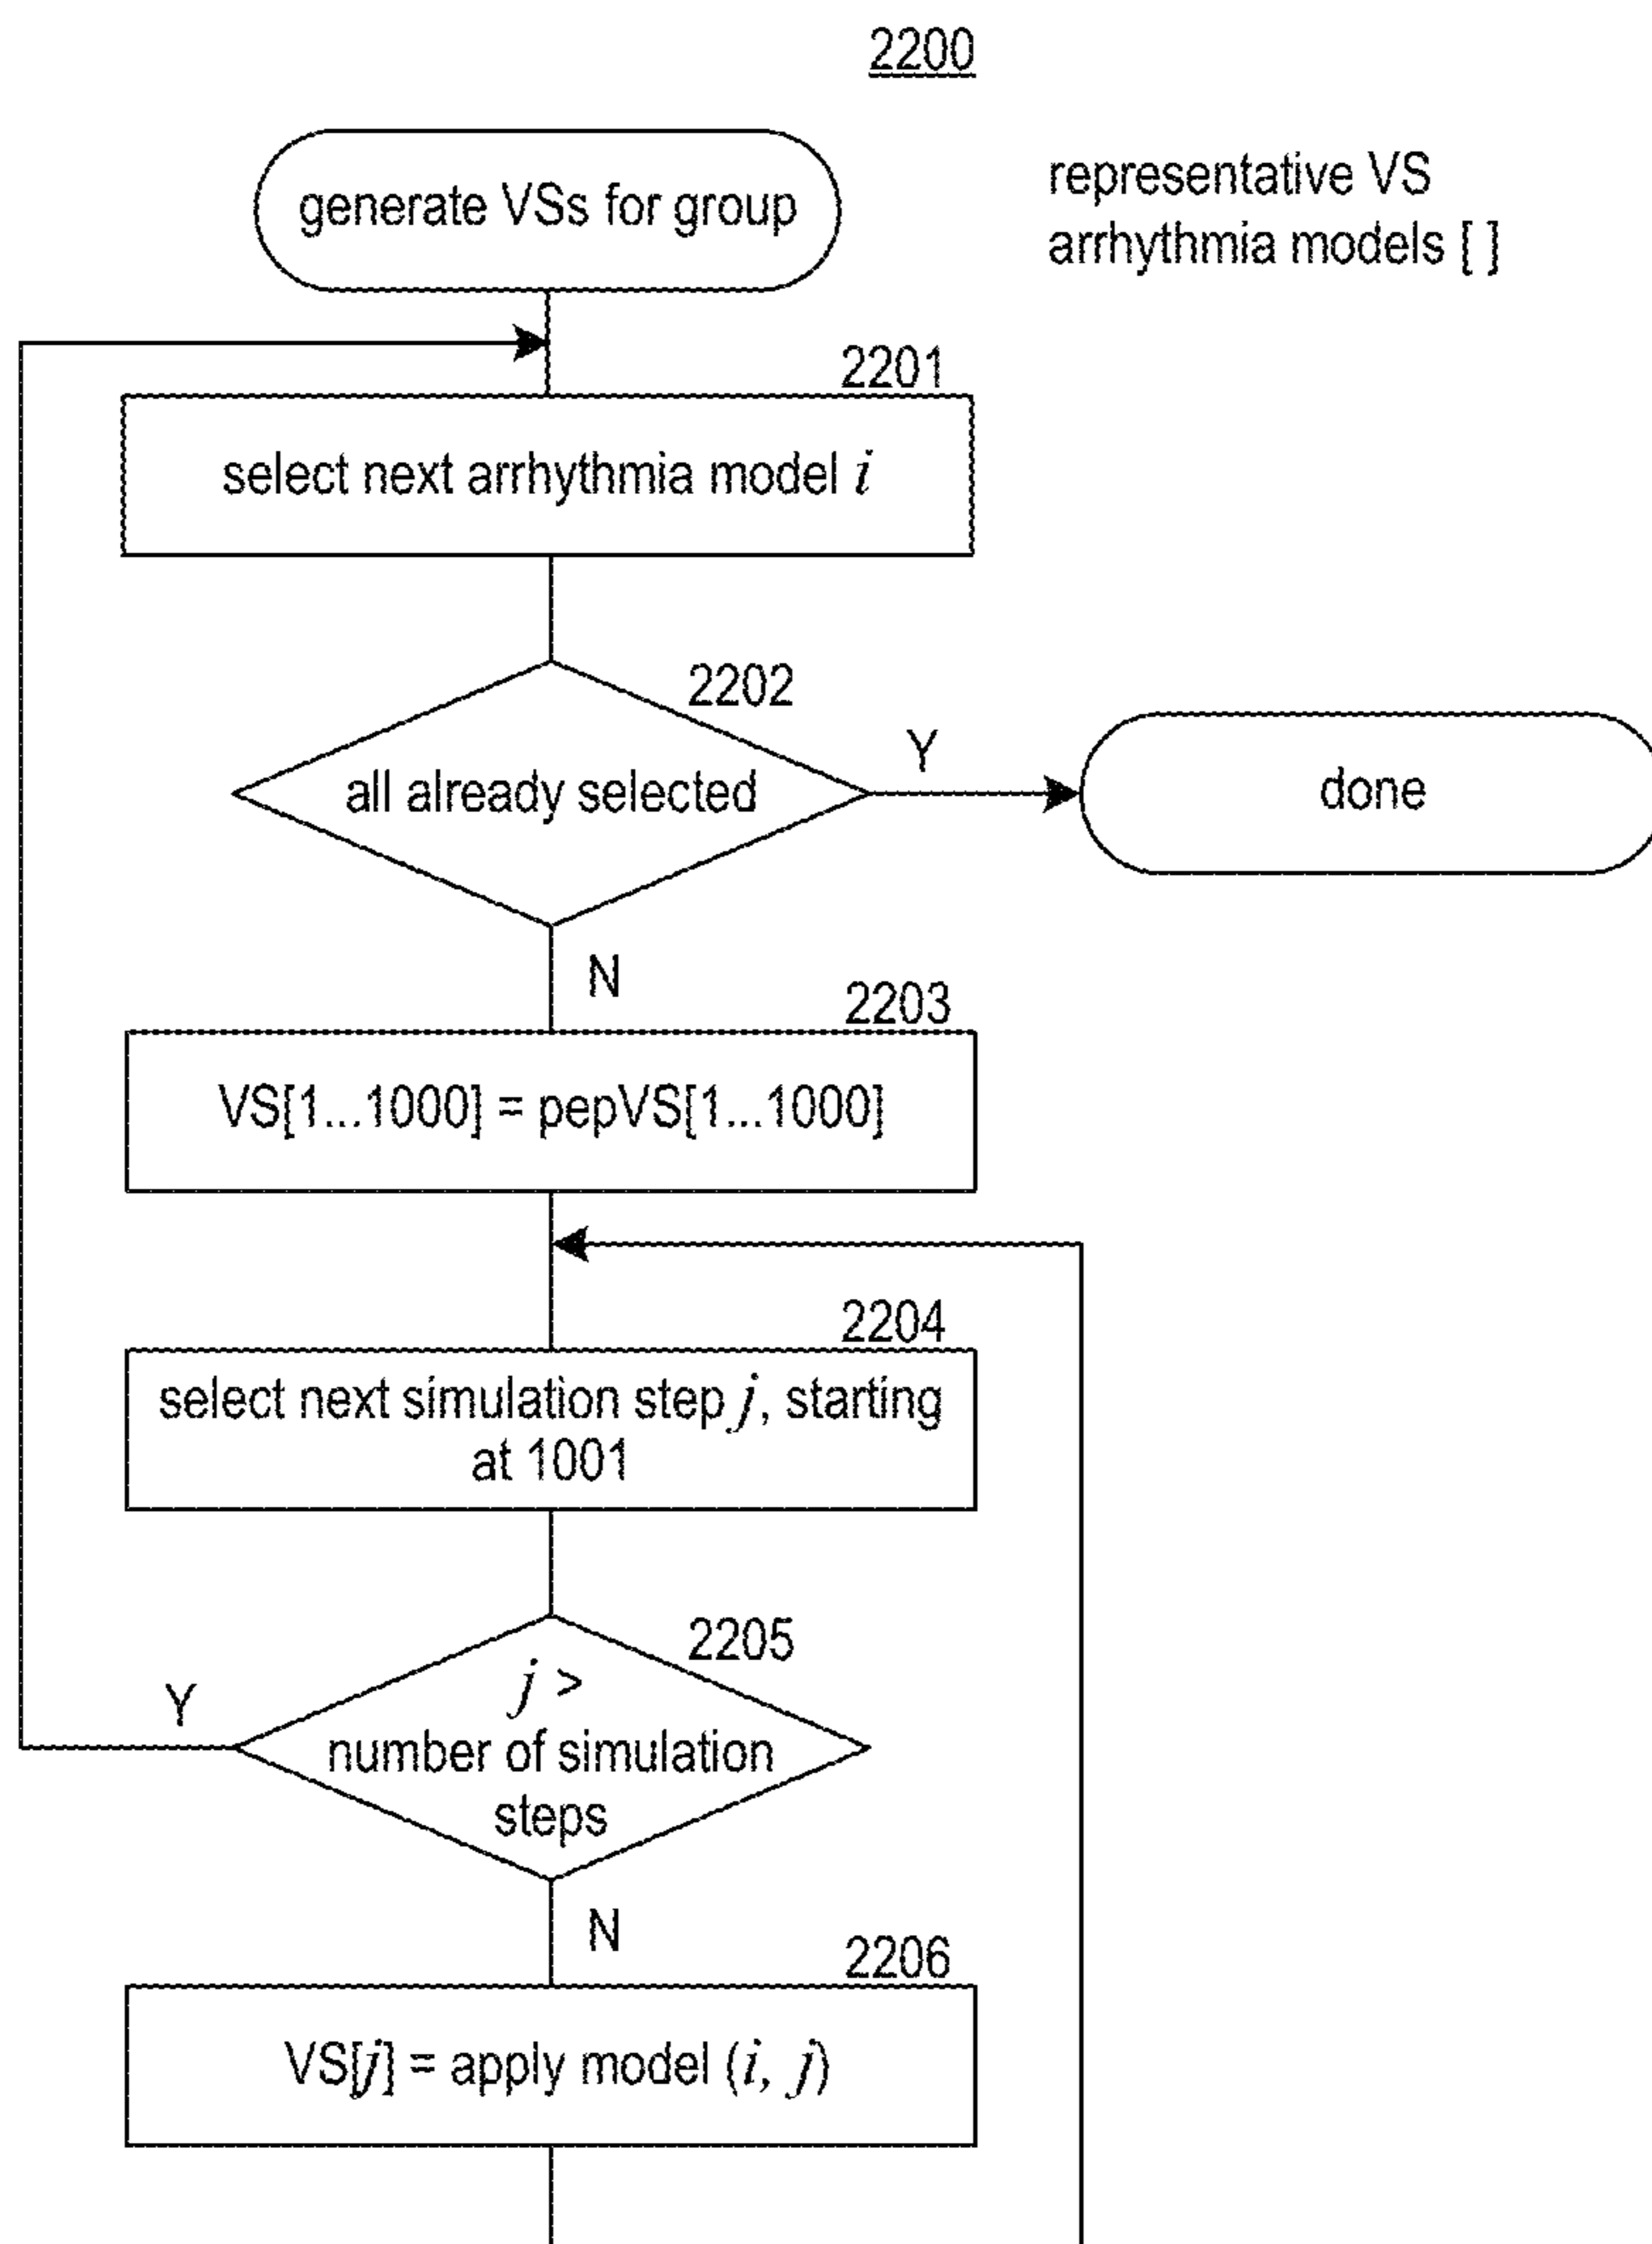 2200
generate VSs for group
representative VS
arrhythmia models [ ]
2201
select next arrhythmia model i
2202
all already selected
Y
done
N
2203
VS[1...1000] = pepVS[1...1000]
2204
select next simulation step j, starting
at 1001
2205
j >
number of simulation
steps
Y
N
2206
VS[j] = apply model (i, j)